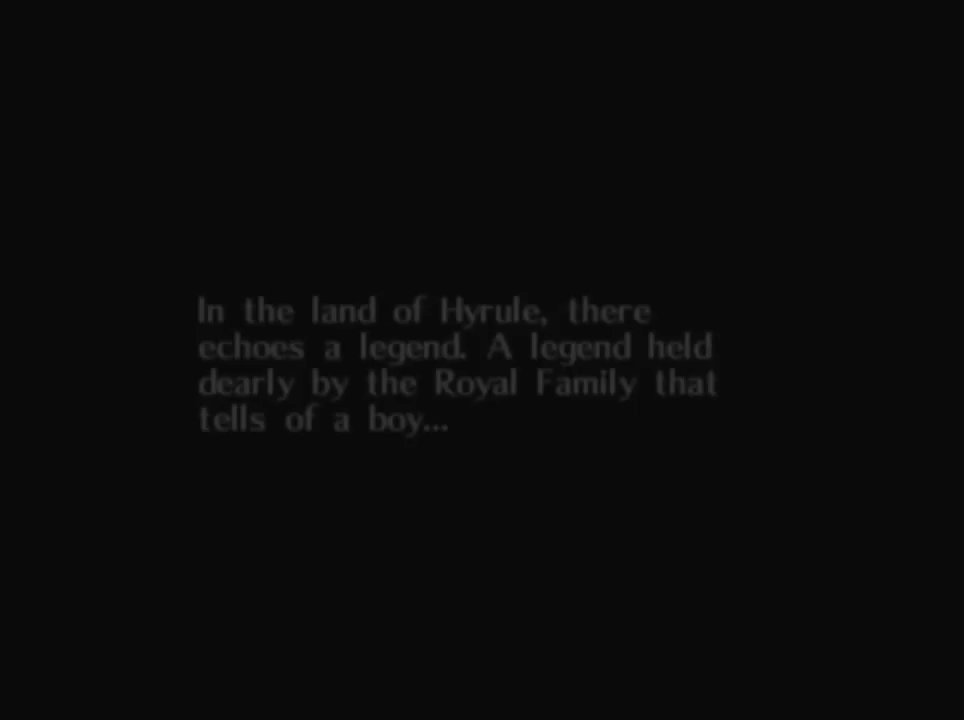 In the land of Hyrule, there
echoes a legend. A legend held
dearly by the Royal Family that
tells of a boy...